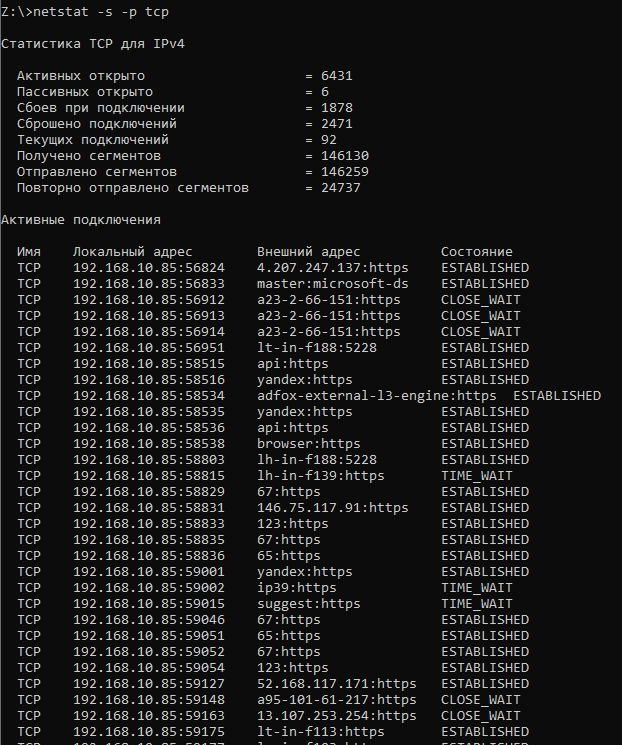 Z:\>netstat -s -p tcp
Статистика TCP для IPv4
Активных открыто = 6431
Пассивных открыто = 6
Сбоев при подключении = 1878
Сброшено подключений = 2471
Текущих подключений = 92
Получено сегментов = 146130
Отправлено сегментов = 146259
Повторно отправлено сегментов = 24737
Активные подключения
Имя Локальный адрес Внешний адрес Состояние
TCP 192.168.10.85:56824 4.207.247.137:https ESTABLISHED
TCP 192.168.10.85:56833 master:microsoft-ds ESTABLISHED
TCP 192.168.10.85:56912 a23-2-66-151:https CLOSE_WAIT
TCP 192.168.10.85:56913 a23-2-66-151:https CLOSE_WAIT
TCP 192.168.10.85:56914 a23-2-66-151:https CLOSE_WAIT
TCP 192.168.10.85:56951 lt-in-f188:5228 ESTABLISHED
TCP 192.168.10.85:58515 api:https ESTABLISHED
TCP 192.168.10.85:58516 yandex:https ESTABLISHED
TCP 192.168.10.85:58534 adfox-external-l3-engine:https ESTABLISHED
TCP 192.168.10.85:58535 yandex:https ESTABLISHED
TCP 192.168.10.85:58536 api:https ESTABLISHED
TCP 192.168.10.85:58538 browser:https ESTABLISHED
TCP 192.168.10.85:58803 lh-in-f188:5228 ESTABLISHED
TCP 192.168.10.85:58815 lh-in-f139:https TIME_WAIT
TCP 192.168.10.85:58829 67:https ESTABLISHED
TCP 192.168.10.85:58831 146.75.117.91:https ESTABLISHED
TCP 192.168.10.85:58833 123:https ESTABLISHED
TCP 192.168.10.85:58835 67:https ESTABLISHED
TCP 192.168.10.85:58836 65:https ESTABLISHED
TCP 192.168.10.85:59001 yandex:https ESTABLISHED
TCP 192.168.10.85:59002 ip39:https TIME_WAIT
TCP 192.168.10.85:59015 suggest:https TIME_WAIT
TCP 192.168.10.85:59046 67:https ESTABLISHED
TCP 192.168.10.85:59051 65:https ESTABLISHED
TCP 192.168.10.85:59052 67:https ESTABLISHED
TCP 192.168.10.85:59054 123:https ESTABLISHED
TCP 192.168.10.85:59127 52.168.117.171:https ESTABLISHED
TCP 192.168.10.85:59148 a95-101-61-217:https CLOSE_WAIT
TCP 192.168.10.85:59163 13.107.253.254:https CLOSE_WAIT
TCP 192.168.10.85:59175 lt-in-f113:https ESTABLISHED